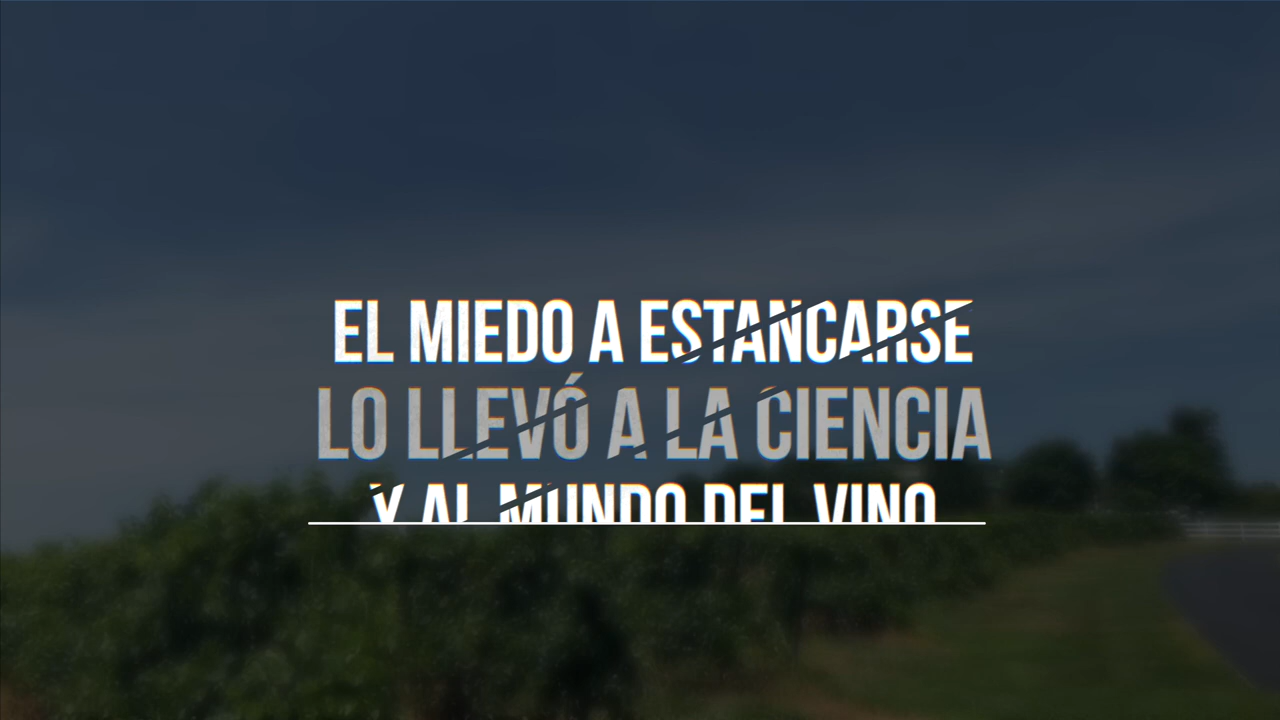 EL MIEDO A ESTANCARSE
LO LLEVÓ A LA CIENCIA
Y AL MUNDO DEL VINO